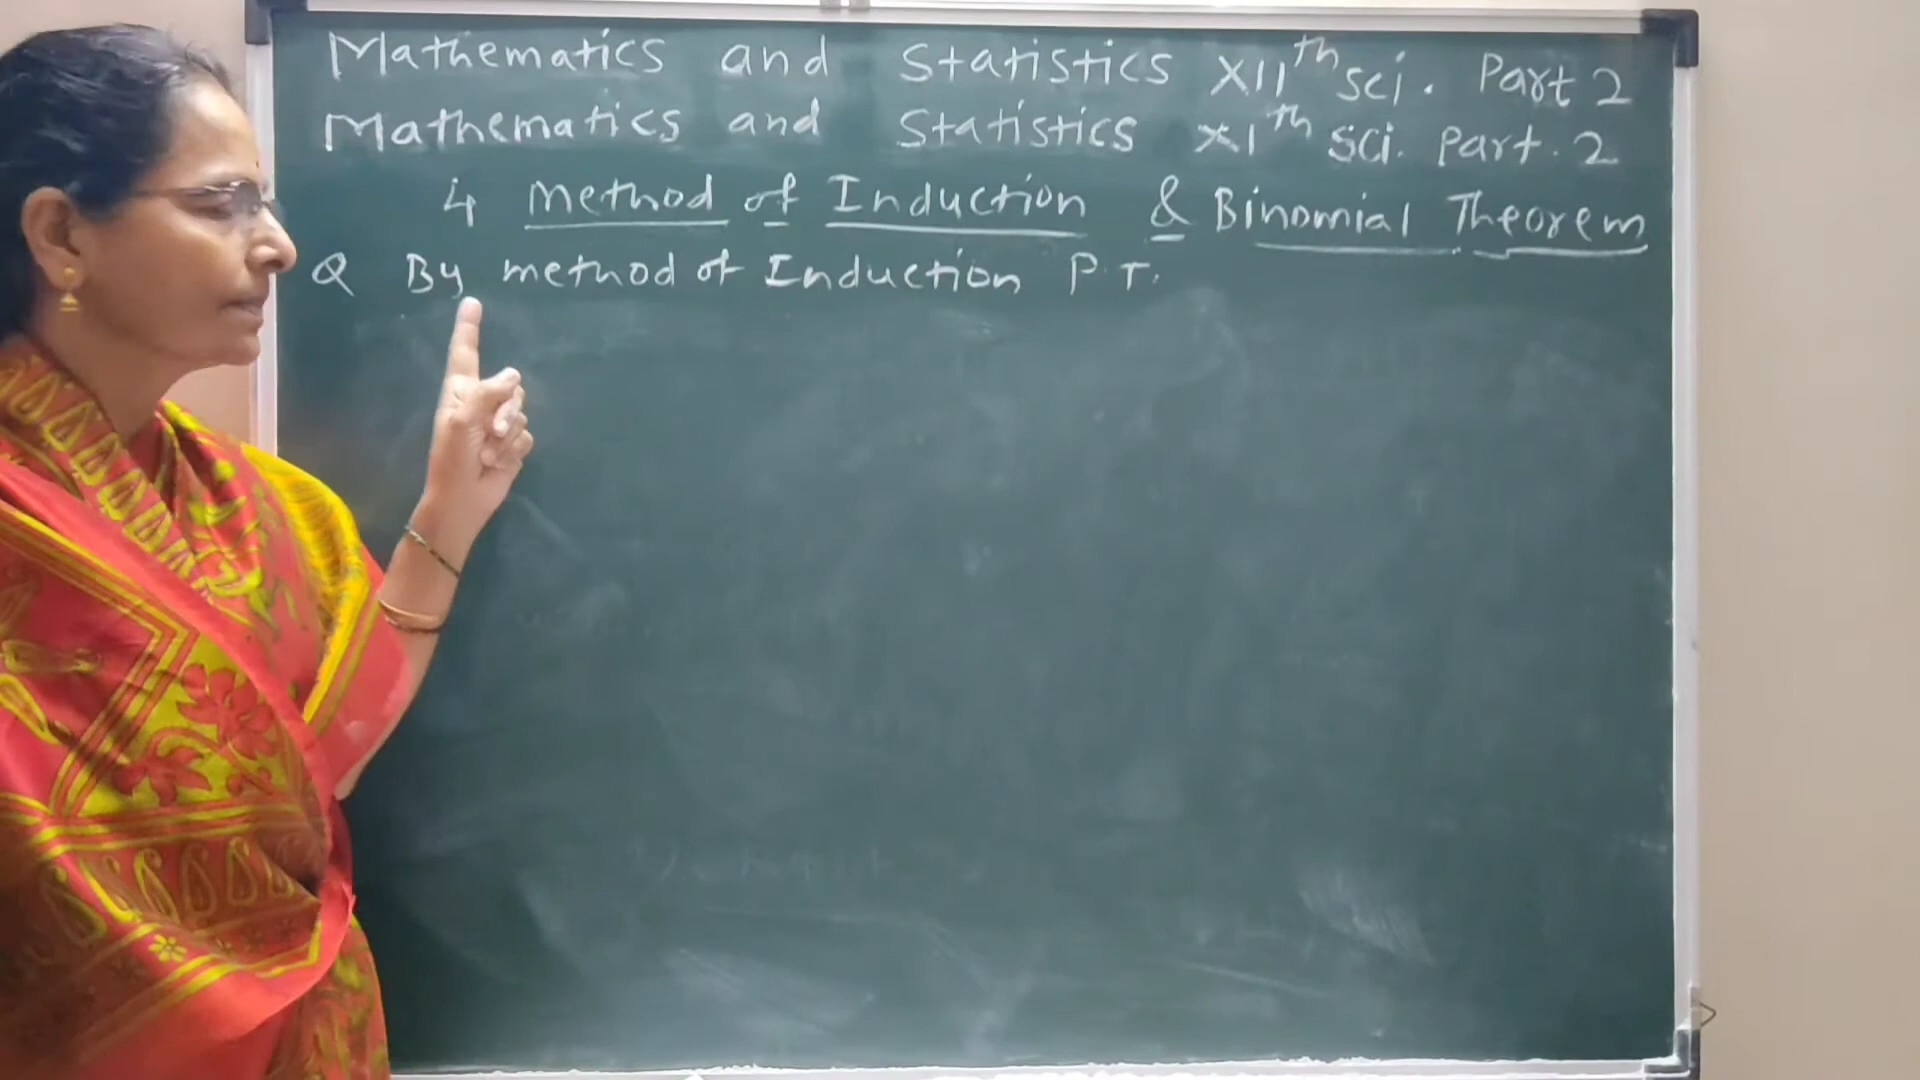 Mathematics and Statistics XIIth sci. Part 2
Mathematics and Statistics XIth sci. Part. 2
4 Method of Induction & Binomial Theorem
Q By method of Induction P.T.